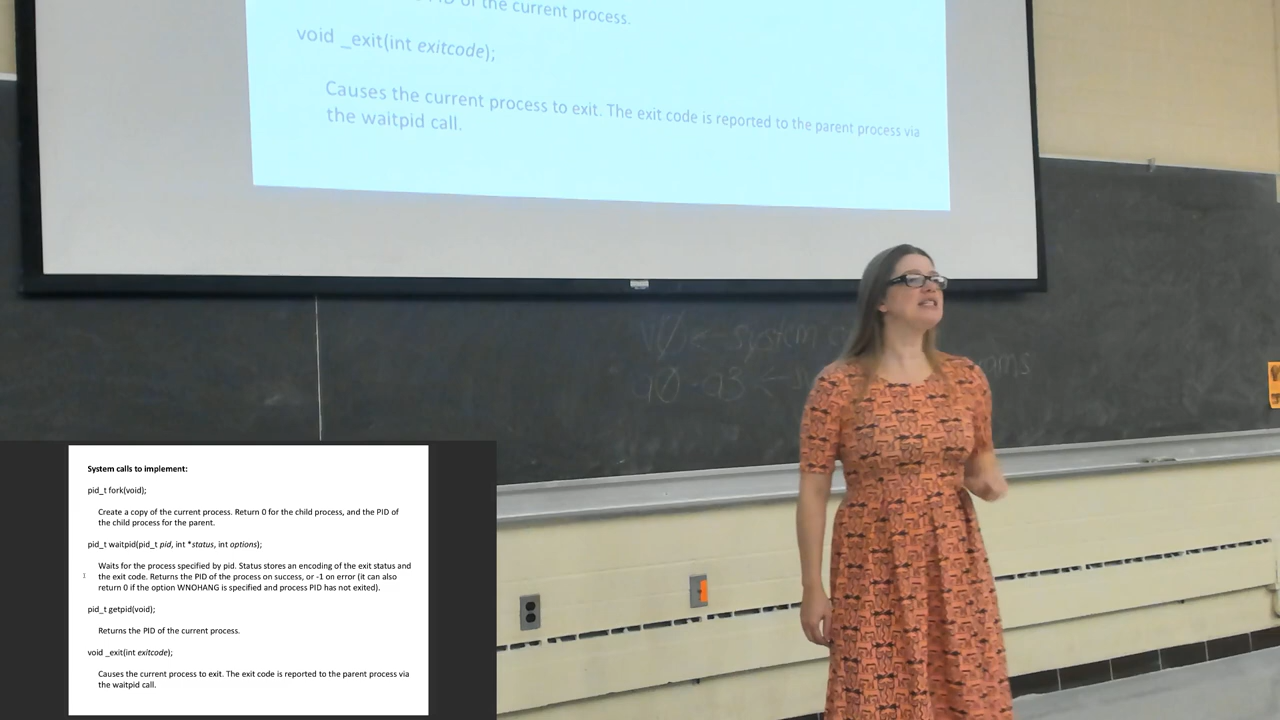 PID of the current process.
void _exit(int exitcode);
Causes the current process to exit. The exit code is reported to the parent process via
the waitpid call.
v0 ← system
a0 - a3 ←
System calls to implement:
pid_t fork(void);
Create a copy of the current process. Return 0 for the child process, and the PID of
the child process for the parent.
pid_t waitpid(pid_t pid, int *status, int options);
Waits for the process specified by pid. Status stores an encoding of the exit status and
the exit code. Returns the PID of the process on success, or -1 on error (it can also
return 0 if the option WNOHANG is specified and process PID has not exited).
pid_t getpid(void);
Returns the PID of the current process.
void _exit(int exitcode);
Causes the current process to exit. The exit code is reported to the parent process via
the waitpid call.